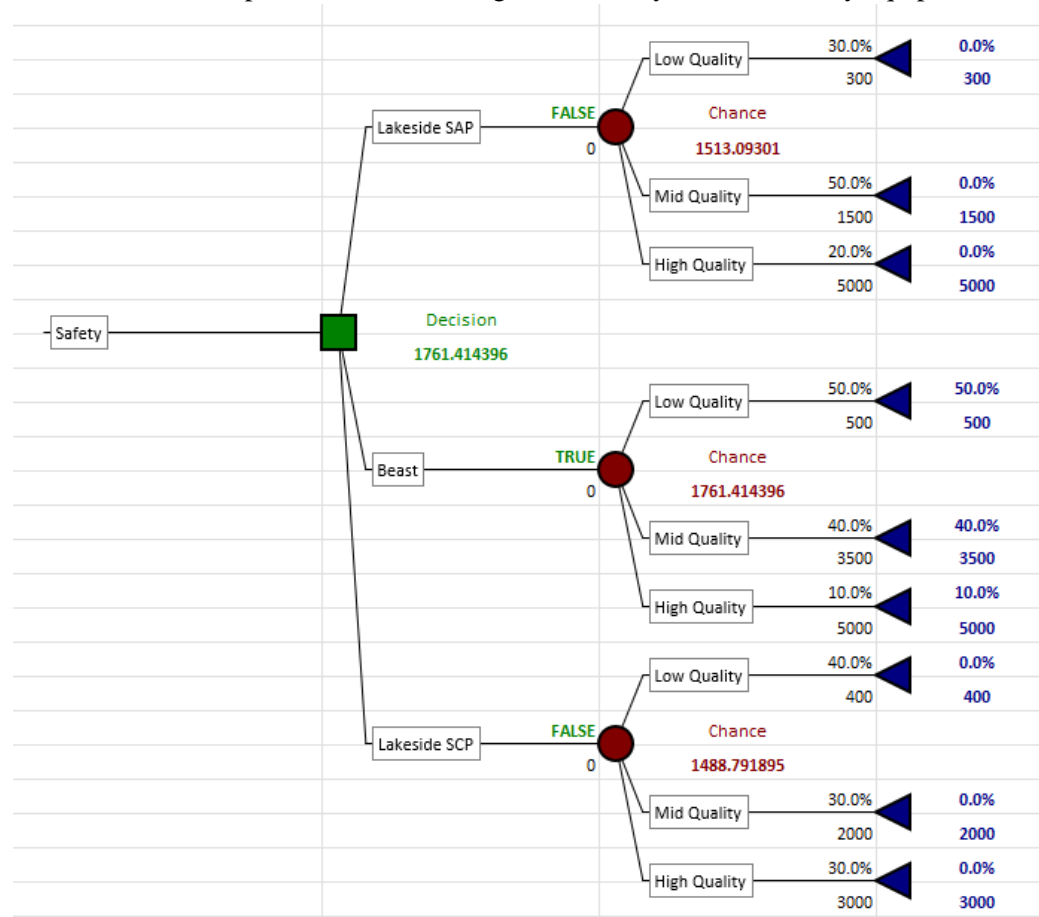 30.0% 0.0%
Low Quality
300 300
FALSE Chance
Lakeside SAP
0 1513.09301
50.0% 0.0%
Mid Quality
1500 1500
20.0% 0.0%
High Quality
5000 5000
Decision
Safety
1761.414396
50.0% 50.0%
Low Quality
500 500
TRUE Chance
Beast
0 1761.414396
40.0% 40.0%
Mid Quality
3500 3500
10.0% 10.0%
High Quality
5000 5000
40.0% 0.0%
Low Quality
400 400
FALSE Chance
Lakeside SCP
0 1488.791895
30.0% 0.0%
Mid Quality
2000 2000
30.0% 0.0%
High Quality
3000 3000